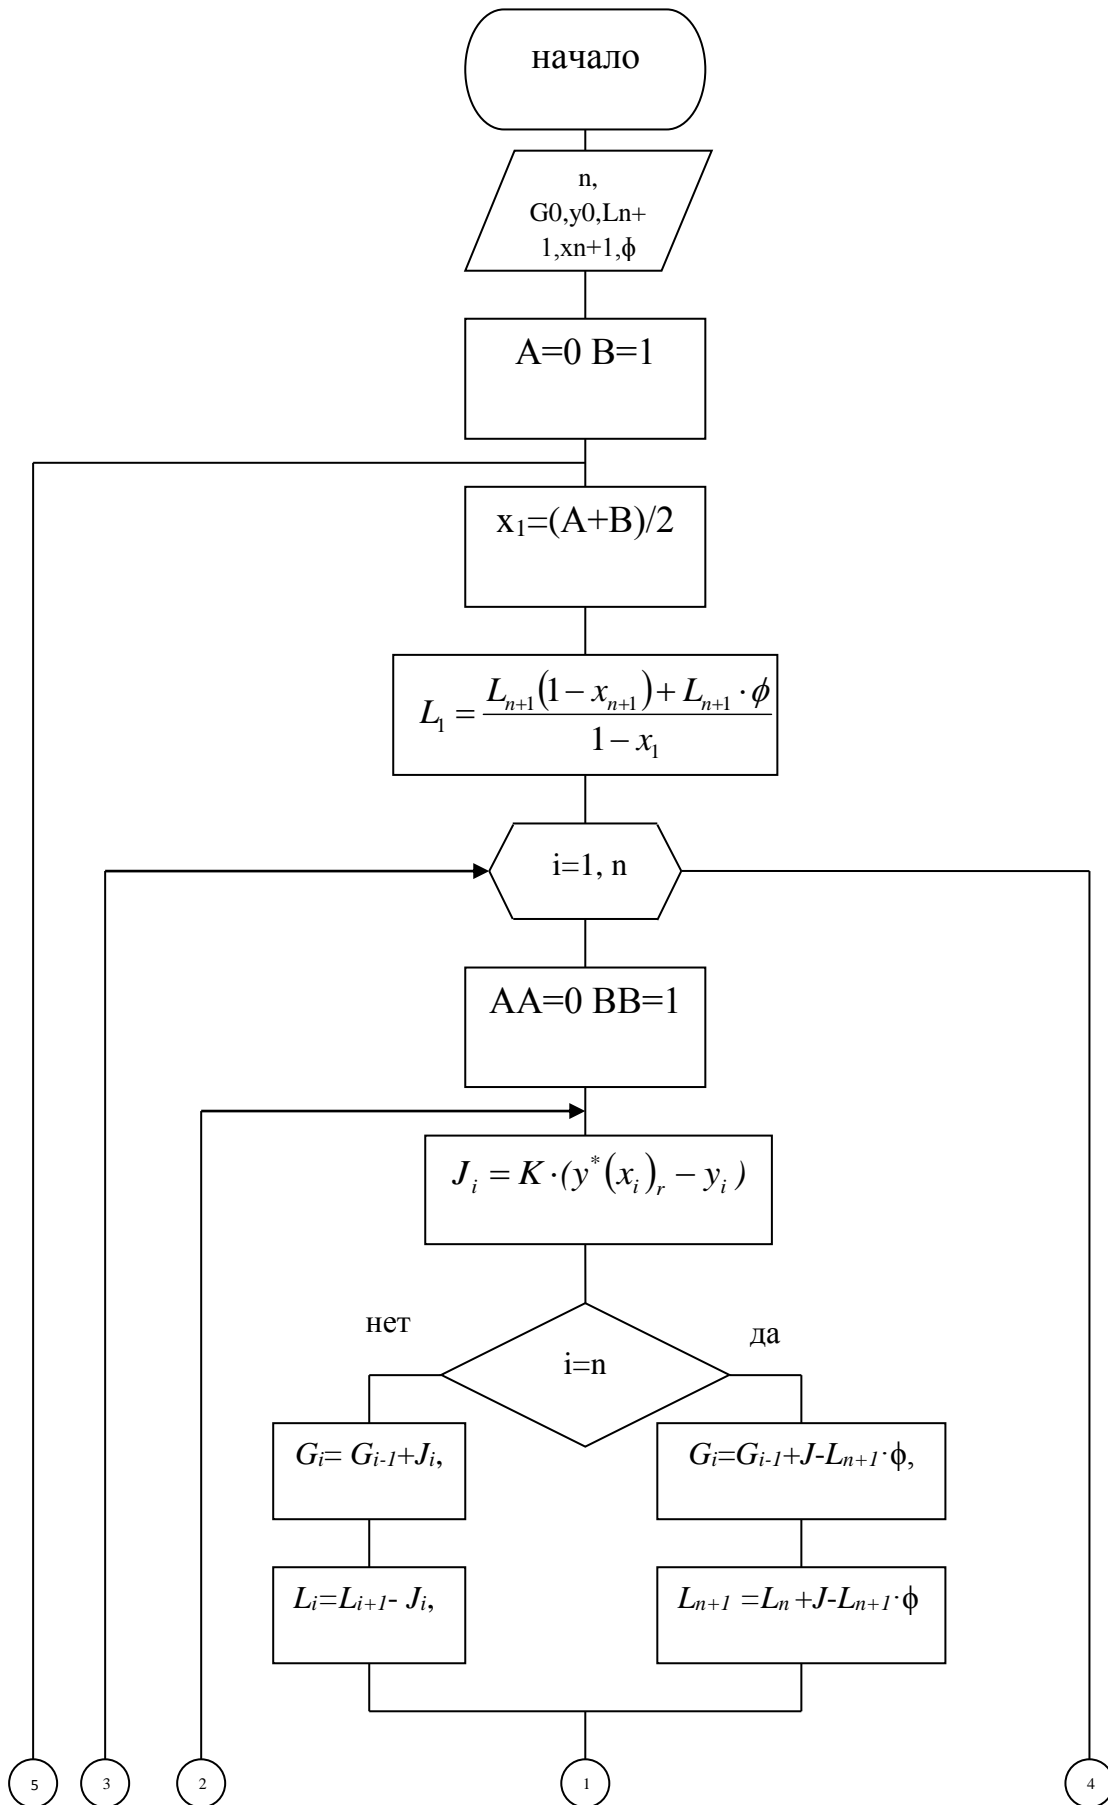 начало
n,
G0,y0,Ln+
1,xn+1,ϕ
A=0 B=1
x₁=(A+B)/2
L₁ = (Lₙ₊₁(1 − xₙ₊₁) + Lₙ₊₁ · ϕ) / (1 − x₁)
i=1, n
AA=0 BB=1
Jᵢ = K · (y*(xᵢ)ᵣ − yᵢ)
нет
да
i=n
Gᵢ= Gᵢ₋₁+Jᵢ,
Gᵢ=Gᵢ₋₁+J-Lₙ₊₁·ϕ,
Lᵢ=Lᵢ₊₁- Jᵢ,
Lₙ₊₁ =Lₙ +J-Lₙ₊₁·ϕ
5
3
2
1
4